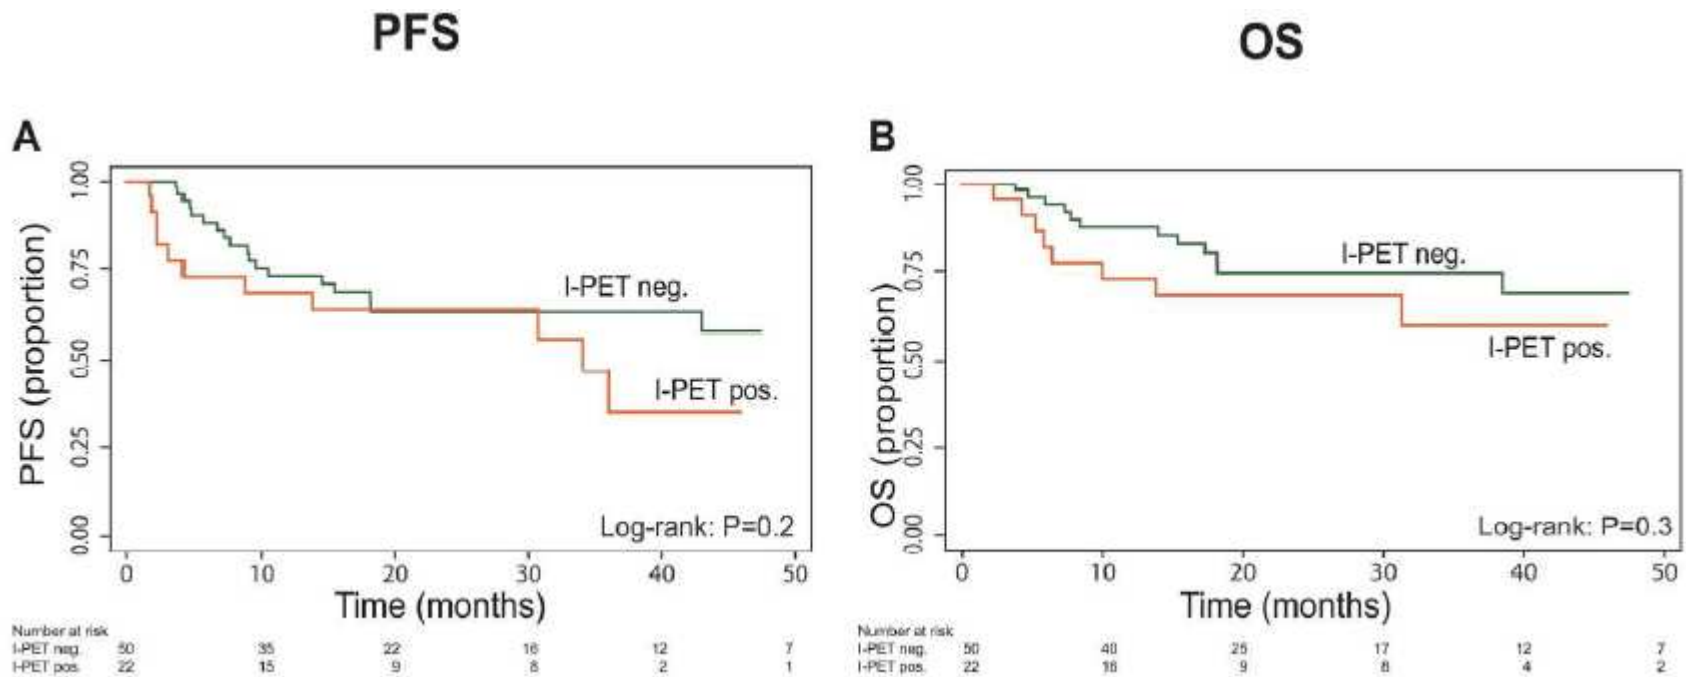 PFS
OS
A
PFS (proportion)
1.00
0.75
0.50
0.25
0.00
I-PET neg.
I-PET pos.
Log-rank: P=0.2
0 10 20 30 40 50
Time (months)
Number at risk
I-PET neg. 50 35 22 16 12 7
I-PET pos. 22 15 9 8 2 1
B
OS (proportion)
1.00
0.75
0.50
0.25
0.00
I-PET neg.
I-PET pos.
Log-rank: P=0.3
0 10 20 30 40 50
Time (months)
Number at risk
I-PET neg. 50 40 25 17 12 7
I-PET pos. 22 16 9 8 4 2